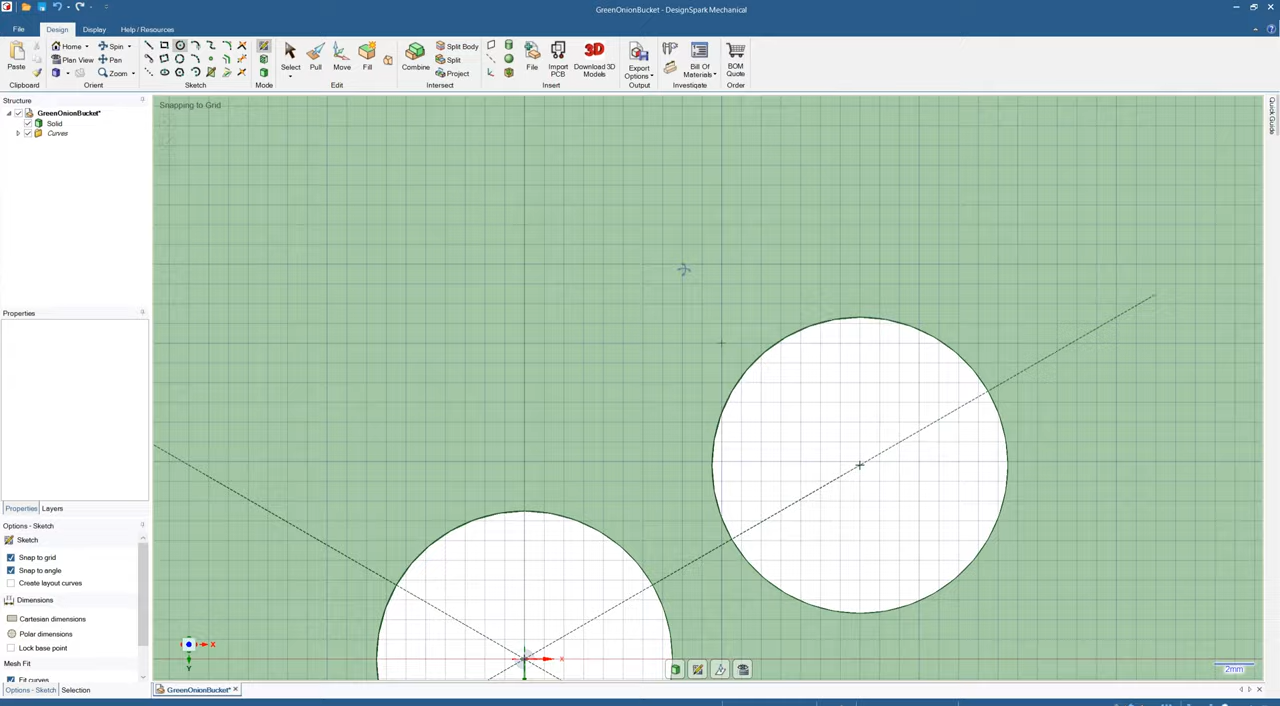 GreenOnionBucket - DesignSpark Mechanical
File
Design
Display
Help / Resources
Paste
Clipboard
Home
Spin
Plan View
Pan
Zoom
Orient
Sketch
Mode
Select
Pull
Move
Fill
Edit
Combine
Split Body
Split
Project
Intersect
File
Import
PCB
Download 3D
Models
Insert
3D
Export
Options
Output
Bill Of
Materials
Investigate
BOM
Quote
Order
Structure
GreenOnionBucket*
Solid
Curves
Snapping to Grid
Quick Guide
Properties
Properties
Layers
Options - Sketch
Sketch
Snap to grid
Snap to angle
Create layout curves
Dimensions
Cartesian dimensions
Polar dimensions
Lock base point
Mesh Fit
Fit curves
Options - Sketch
Selection
X
Y
X
2mm
GreenOnionBucket*